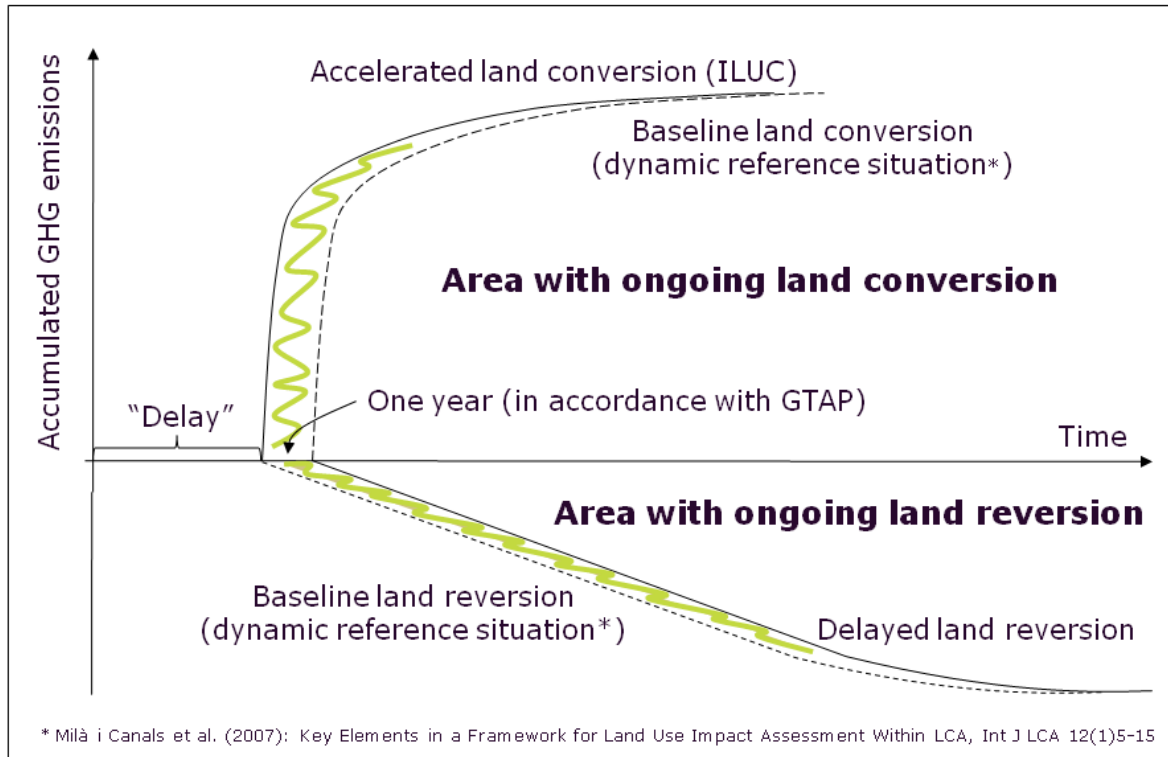 Accumulated GHG emissions
Accelerated land conversion (ILUC)
Baseline land conversion
(dynamic reference situation*)
Area with ongoing land conversion
"Delay"
One year (in accordance with GTAP)
Time
Area with ongoing land reversion
Baseline land reversion
(dynamic reference situation*)
Delayed land reversion
* Milà i Canals et al. (2007): Key Elements in a Framework for Land Use Impact Assessment Within LCA, Int J LCA 12(1)5-15